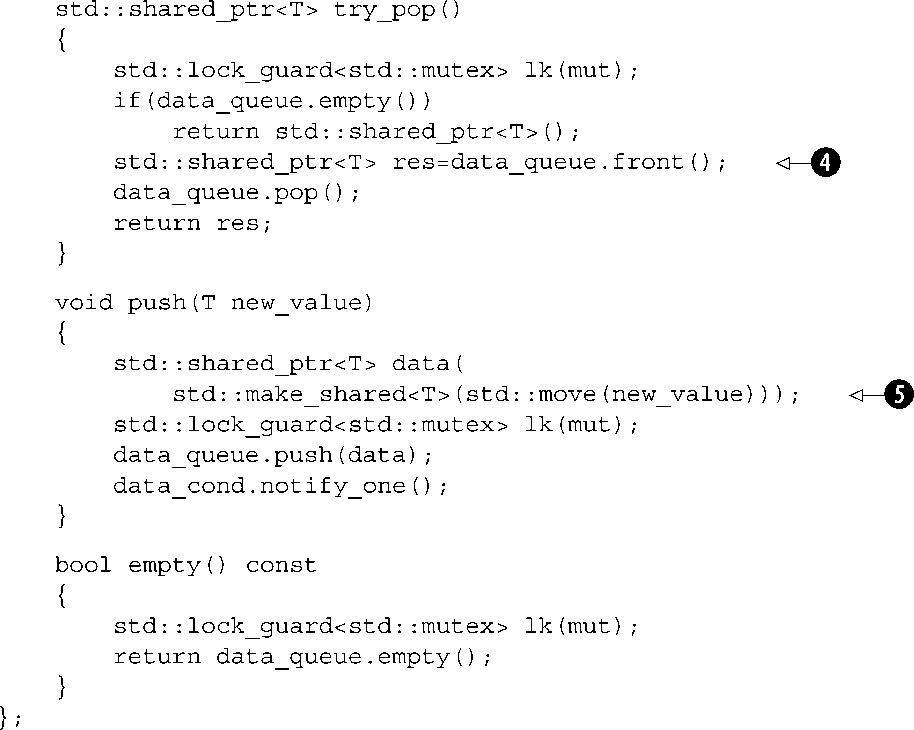 std::shared_ptr<T> try_pop()
{
std::lock_guard<std::mutex> lk(mut);
if(data_queue.empty())
return std::shared_ptr<T>();
std::shared_ptr<T> res=data_queue.front(); 4
data_queue.pop();
return res;
}
void push(T new_value)
{
std::shared_ptr<T> data(
std::make_shared<T>(std::move(new_value))); 5
std::lock_guard<std::mutex> lk(mut);
data_queue.push(data);
data_cond.notify_one();
}
bool empty() const
{
std::lock_guard<std::mutex> lk(mut);
return data_queue.empty();
}
};